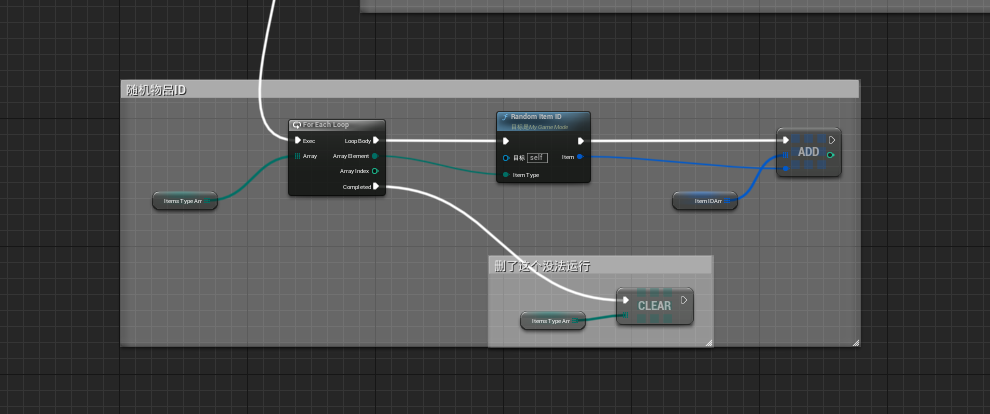 随机物品ID
For Each Loop
Exec
Loop Body
Array
Array Element
Array Index
Completed
Items Type Arr
Random Item ID
目标是My Game Mode
目标 self
Item
Item Type
ADD
Item IDArr
删了这个没法运行
CLEAR
Items Type Arr